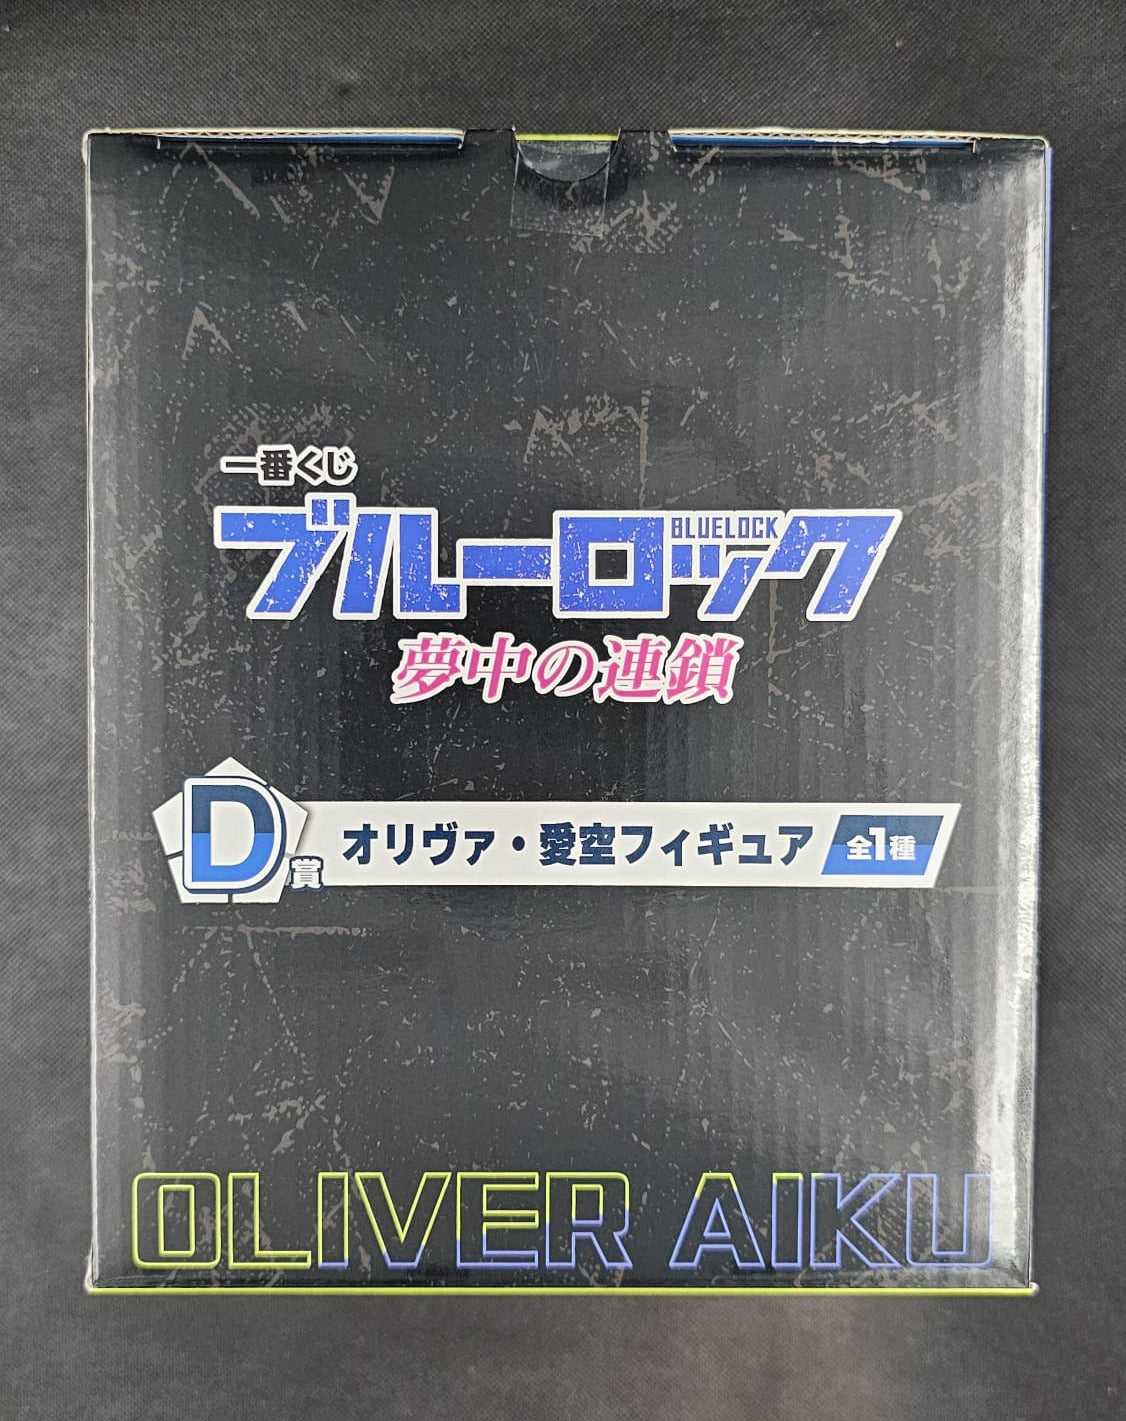 一番くじ
ブルーロック
BLUELOCK
夢中の連鎖
D賞 オリヴァ・愛空フィギュア 全1種
OLIVER AIKU